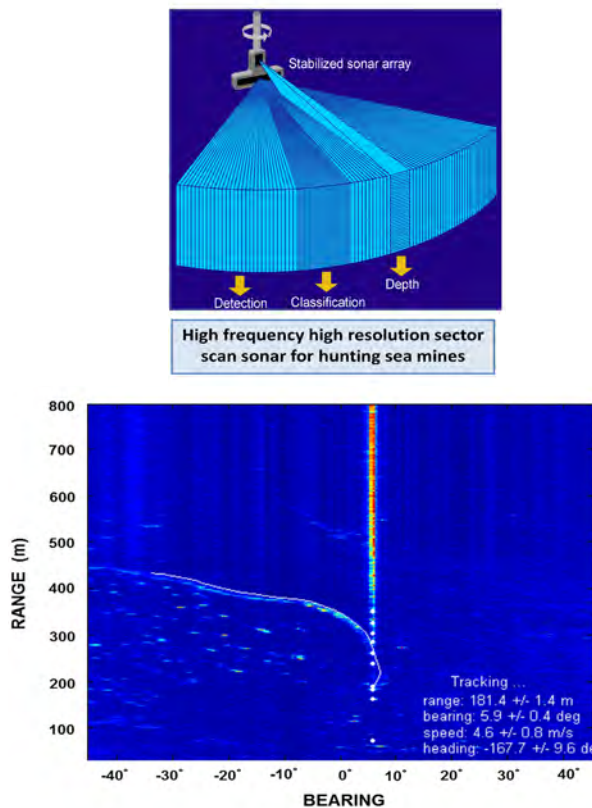 Stabilized sonar array
Detection
Classification
Depth
High frequency high resolution sector
scan sonar for hunting sea mines
800
700
600
500
400
300
200
100
RANGE (m)
Tracking ...
range: 181.4 +/- 1.4 m
bearing: 5.9 +/- 0.4 deg
speed: 4.6 +/- 0.8 m/s
heading: -167.7 +/- 9.6 de
-40° -30° -20° -10° 0° 10° 20° 30° 40°
BEARING